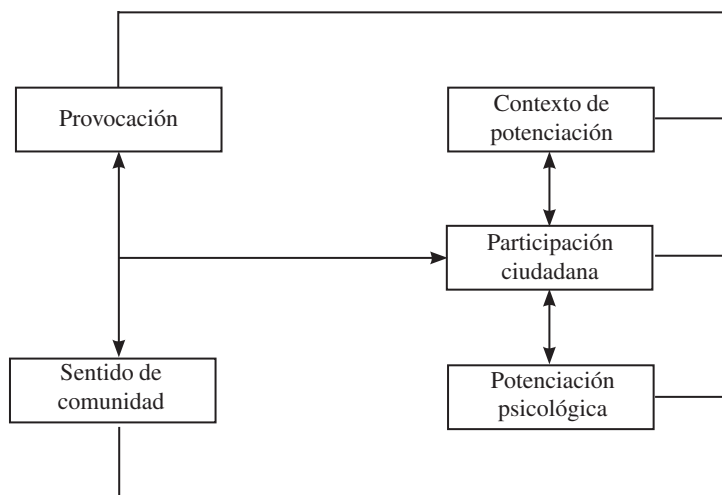 Provocación
Contexto de
potenciación
Participación
ciudadana
Sentido de
comunidad
Potenciación
psicológica